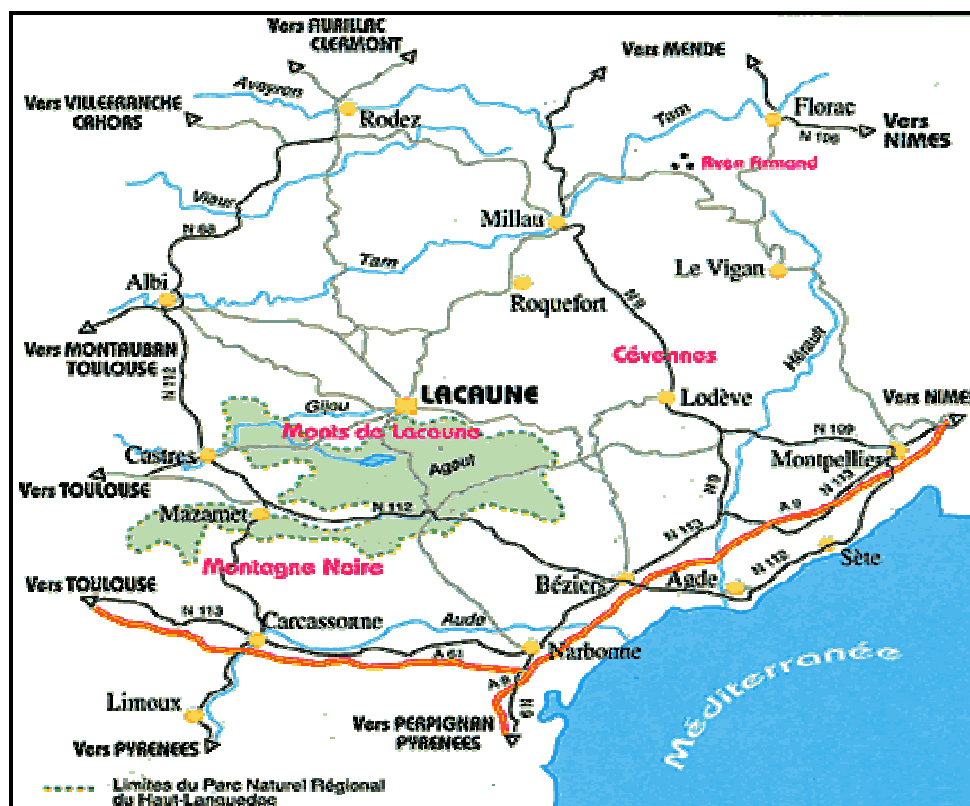 Vers AURILLAC
CLERMONT
Vers MENDE
Aveyron
Vers VILLEFRANCHE
CAHORS
Rodez
Tarn
Florac
N 106
Vers
NIMES
Aven Armand
Viaur
Millau
N 88
Tarn
Le Vigan
Albi
Roquefort
N9
Hérault
Vers MONTAUBAN
TOULOUSE
N 112
Cévennes
LACAUNE
Gijou
Lodève
Vers NIMES
Monts de Lacaune
N 109
Castres
Agout
Montpellier
Vers TOULOUSE
N9
N 113
A 9
Mazamet
N 112
N 113
Montagne Noire
N 112
Sète
Vers TOULOUSE
Béziers
Agde
N 113
Carcassonne
Aude
Narbonne
A 61
A 9
Méditerranée
Limoux
N 9
Vers PERPIGNAN
PYRENEES
Vers PYRENEES
Limites du Parc Naturel Régional
du Haut-Languedoc